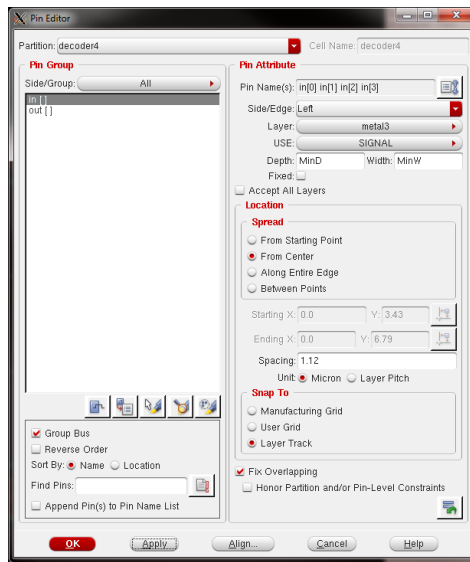 Pin Editor
Partition: decoder4
Cell Name: decoder4
Pin Group
Side/Group: All
in [ ]
out [ ]
Group Bus
Reverse Order
Sort By: Name Location
Find Pins:
Append Pin(s) to Pin Name List
Pin Attribute
Pin Name(s): in[0] in[1] in[2] in[3]
Side/Edge: Left
Layer: metal3
USE: SIGNAL
Depth: MinD Width: MinW
Fixed:
Accept All Layers
Location
Spread
From Starting Point
From Center
Along Entire Edge
Between Points
Starting X: 0.0 Y: 3.43
Ending X: 0.0 Y: 6.79
Spacing: 1.12
Unit: Micron Layer Pitch
Snap To
Manufacturing Grid
User Grid
Layer Track
Fix Overlapping
Honor Partition and/or Pin-Level Constraints
OK Apply Align... Cancel Help